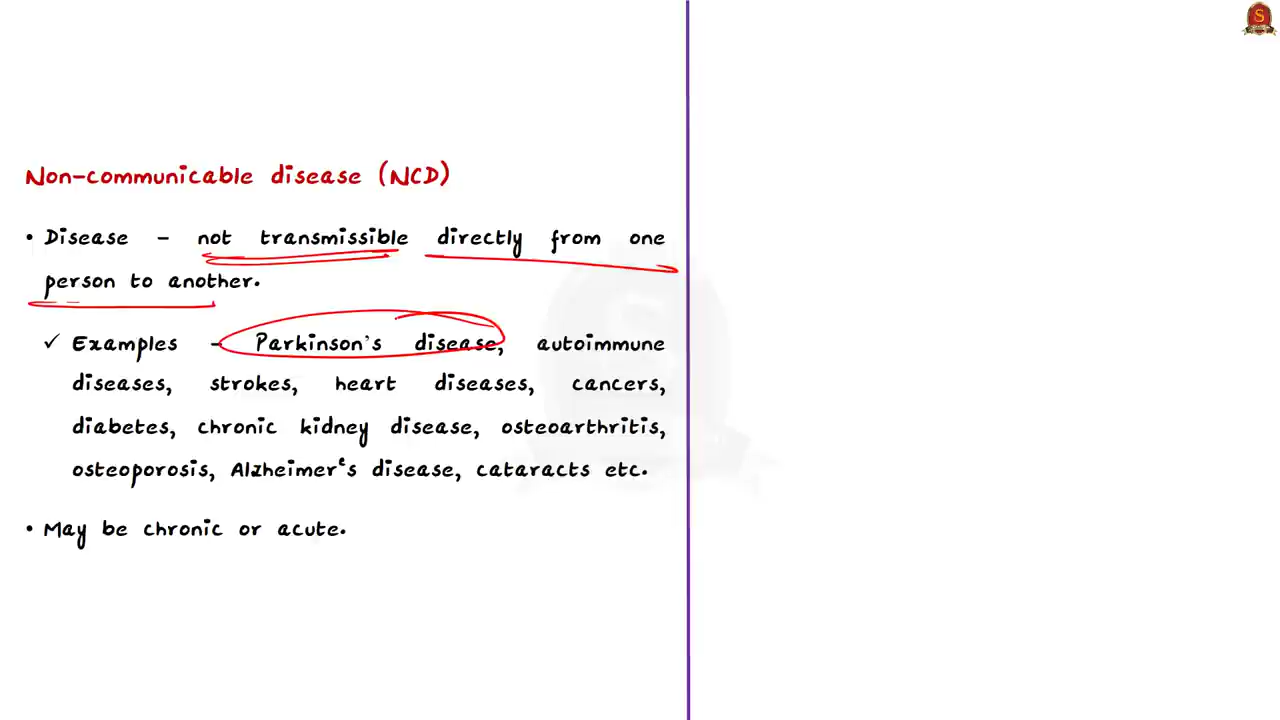 Non-communicable disease (NCD)
• Disease – not transmissible directly from one
person to another.
✓ Examples – Parkinson's disease, autoimmune
diseases, strokes, heart diseases, cancers,
diabetes, chronic kidney disease, osteoarthritis,
osteoporosis, Alzheimer's disease, cataracts etc.
• May be chronic or acute.
S